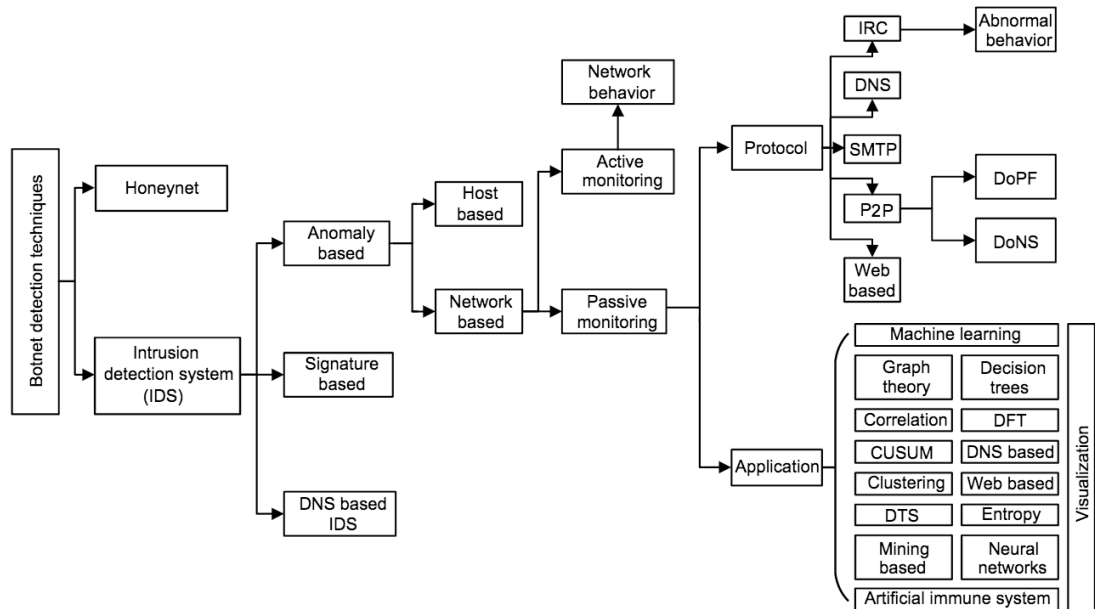 Botnet detection techniques
Honeynet
Intrusion
detection system
(IDS)
Anomaly
based
Signature
based
DNS based
IDS
Host
based
Network
based
Network
behavior
Active
monitoring
Passive
monitoring
Protocol
Application
IRC
DNS
SMTP
P2P
Web
based
Abnormal
behavior
DoPF
DoNS
Machine learning
Graph
theory
Decision
trees
Correlation
DFT
CUSUM
DNS based
Clustering
Web based
DTS
Entropy
Mining
based
Neural
networks
Artificial immune system
Visualization